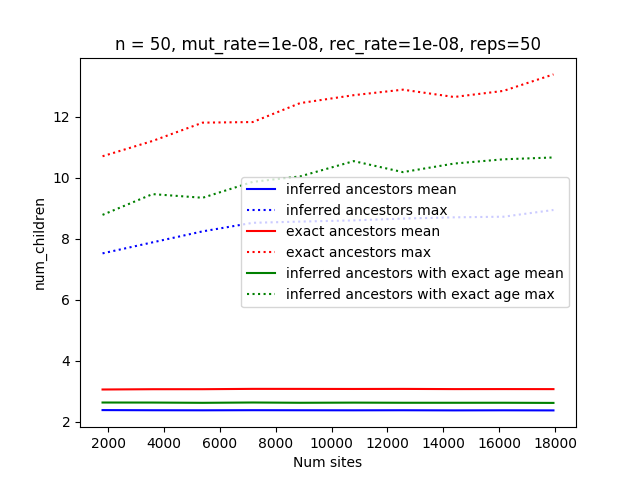 n = 50, mut_rate=1e-08, rec_rate=1e-08, reps=50
num_children
12
10
8
6
4
2
inferred ancestors mean
inferred ancestors max
exact ancestors mean
exact ancestors max
inferred ancestors with exact age mean
inferred ancestors with exact age max
2000 4000 6000 8000 10000 12000 14000 16000 18000
Num sites